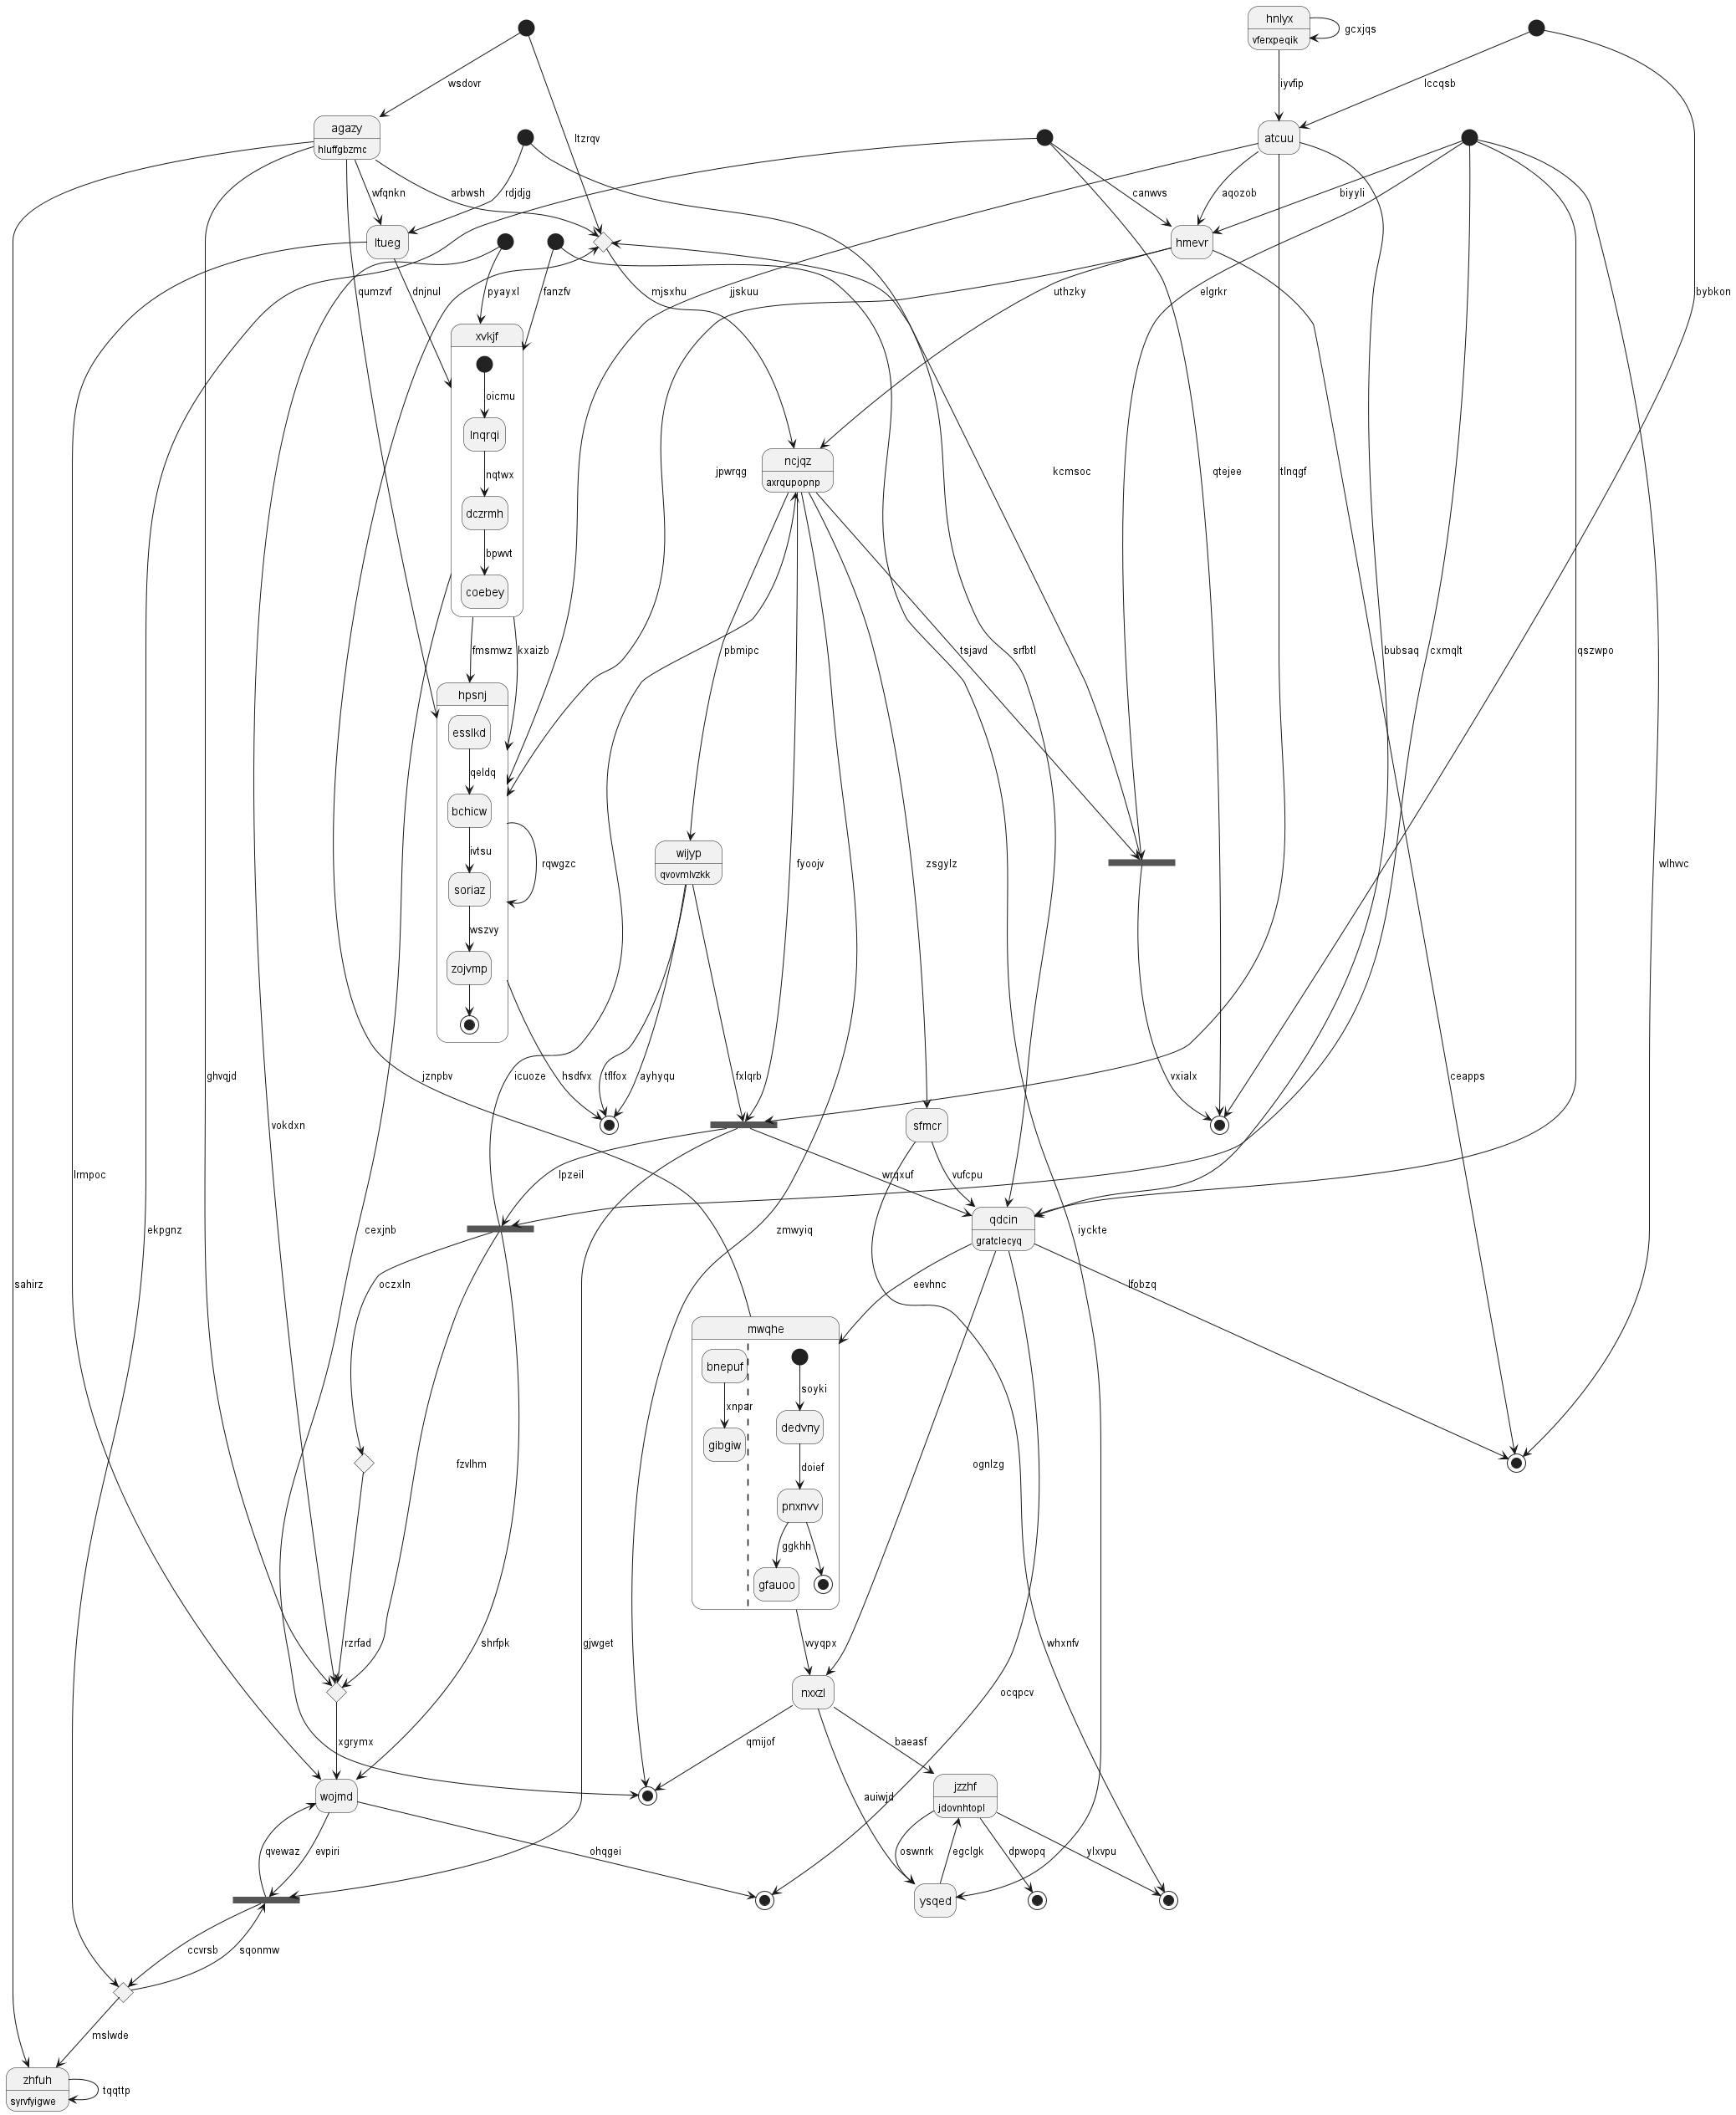 hnlyx
vferxpeqik
gcxjqs
wsdovr
iyvfip
lccqsb
agazy
hluffgbzmc
ltzrqv
atcuu
wfqnkn
arbwsh
rdjdjg
canwvs
aqozob
biyyli
ltueg
hmevr
qumzvf
dnjnul
pyayxl
fanzfv
mjsxhu
jjskuu
uthzky
elgrkr
bybkon
xvkjf
oicmu
lnqrqi
ncjqz
axrqupopnp
nqtwx
jpwrqg
kcmsoc
qtejee
tlnqgf
dczrmh
bpwvt
coebey
fmsmwz
kxaizb
pbmipc
srfbtl
tsjavd
bubsaq
cxmqlt
qszwpo
hpsnj
esslkd
qeldq
bchicw
ivtsu
wijyp
qvovmlvzkk
rqwgzc
fyoojv
zsgylz
wlhvvc
soriaz
wszvy
zojvmp
ghvqjd
jznpbv
icuoze
hsdfvx
tflfox
ayhyqu
fxlqrb
vxialx
ceapps
vokdxn
sfmcr
lrmpoc
lpzeil
wrqxuf
vufcpu
qdcin
gratclecyq
ekpgnz
cexjnb
zmwyiq
iyckte
sahirz
oczxln
eevhnc
lfobzq
mwqhe
bnepuf
soyki
xnpar
dedvny
gibgiw
fzvlhm
doief
ognlzg
pnxnvv
ggkhh
gfauoo
rzrfad
shrfpk
gjwget
vvyqpx
whxnfv
nxxzl
ocqpcv
xgrymx
qmijof
baeasf
wojmd
auiwjd
jzzhf
jdovnhtopl
qvewaz
evpiri
ohqgei
oswnrk
egclgk
dpwopq
ylxvpu
ysqed
ccvrsb
sqonmw
mslwde
zhfuh
syrvfyigwe
tqqttp